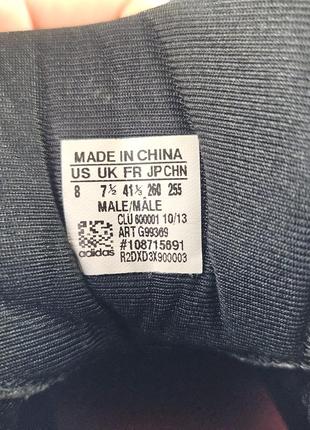 MADE IN CHINA
US UK FR JP CHN
8 7½ 41⅓ 260 255
MALE/MÂLE
CLU 600001 10/13
ART G99369
#108715691
R2DXD3X900003
adidas